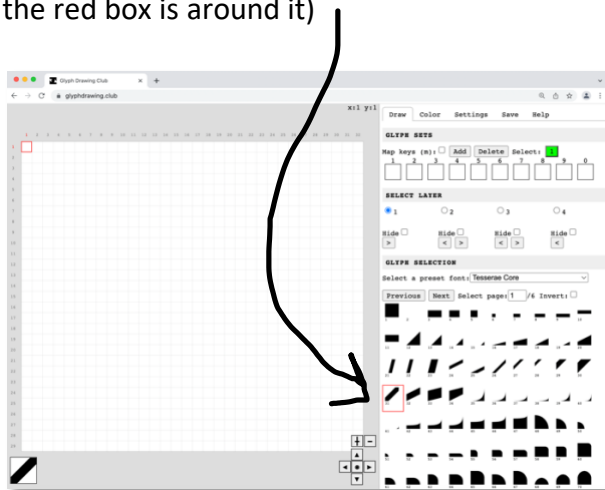 the red box is around it)
Glyph Drawing Club
glyphdrawing.club
x:1 y:1
Draw Color Settings Save Help
GLYPH SETS
Map keys (m): Add Delete Select: 1
1 2 3 4 5 6 7 8 9 0
SELECT LAYER
1 2 3 4
Hide Hide Hide Hide
> < > < > <
GLYPH SELECTION
Select a preset font: Tesserae Core
Previous Next Select page: 1 /6 Invert: